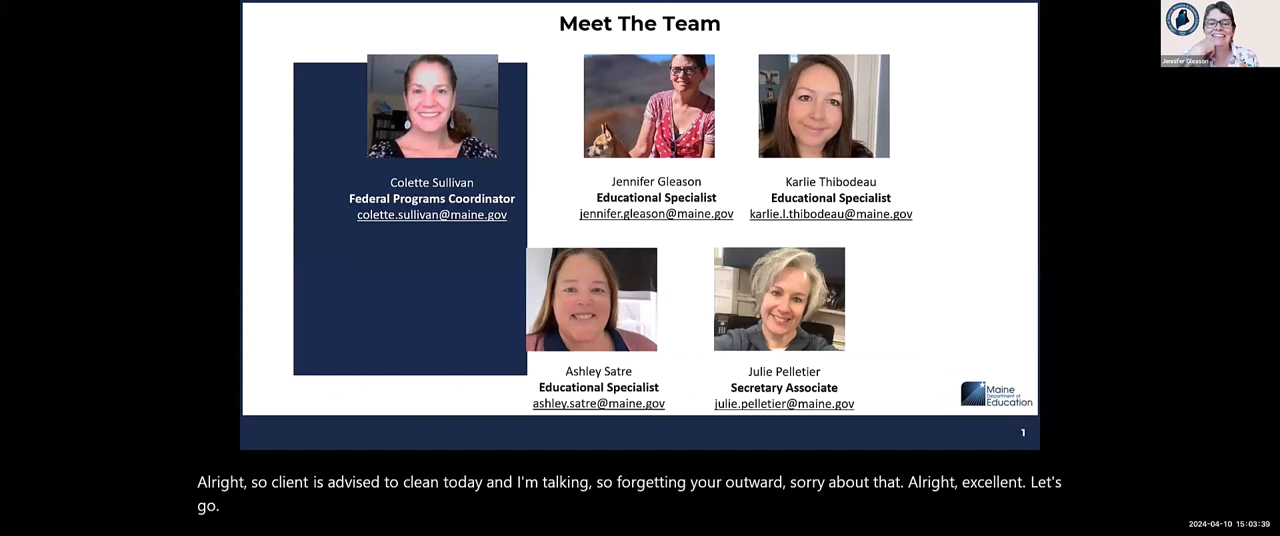 Meet The Team
Jennifer Gleason
Colette Sullivan
Federal Programs Coordinator
colette.sullivan@maine.gov
Jennifer Gleason
Educational Specialist
jennifer.gleason@maine.gov
Karlie Thibodeau
Educational Specialist
karlie.l.thibodeau@maine.gov
Ashley Satre
Educational Specialist
ashley.satre@maine.gov
Julie Pelletier
Secretary Associate
julie.pelletier@maine.gov
Maine
Department of
Education
1
Alright, so client is advised to clean today and I'm talking, so forgetting your outward, sorry about that. Alright, excellent. Let's
go.
2024-04-10 15:03:39